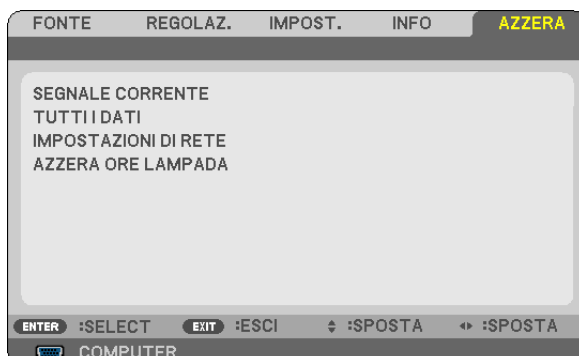 FONTE REGOLAZ. IMPOST. INFO AZZERA
SEGNALE CORRENTE
TUTTI I DATI
IMPOSTAZIONI DI RETE
AZZERA ORE LAMPADA
ENTER :SELECT EXIT :ESCI :SPOSTA :SPOSTA
COMPUTER